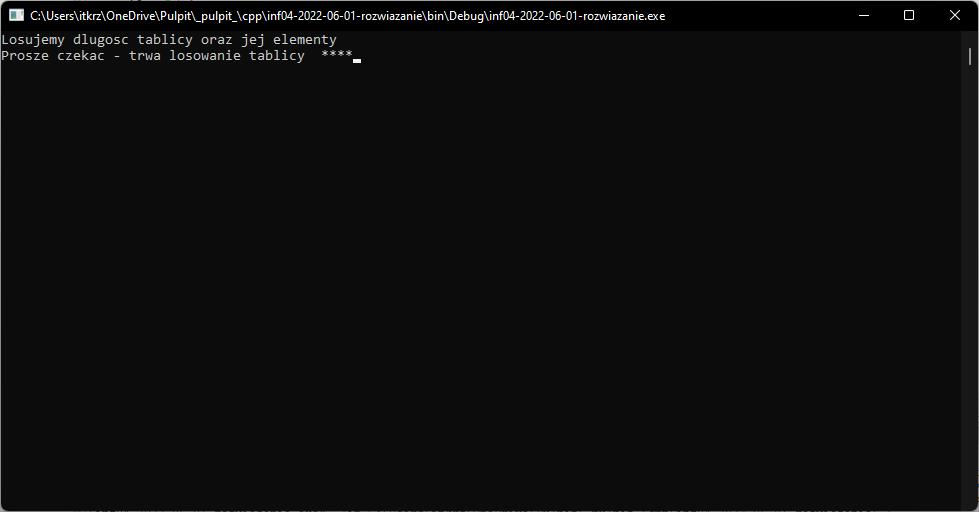 C:\Users\itkrz\OneDrive\Pulpit\_pulpit_\cpp\inf04-2022-06-01-rozwiazanie\bin\Debug\inf04-2022-06-01-rozwiazanie.exe
Losujemy dlugosc tablicy oraz jej elementy
Prosze czekac - trwa losowanie tablicy  ****